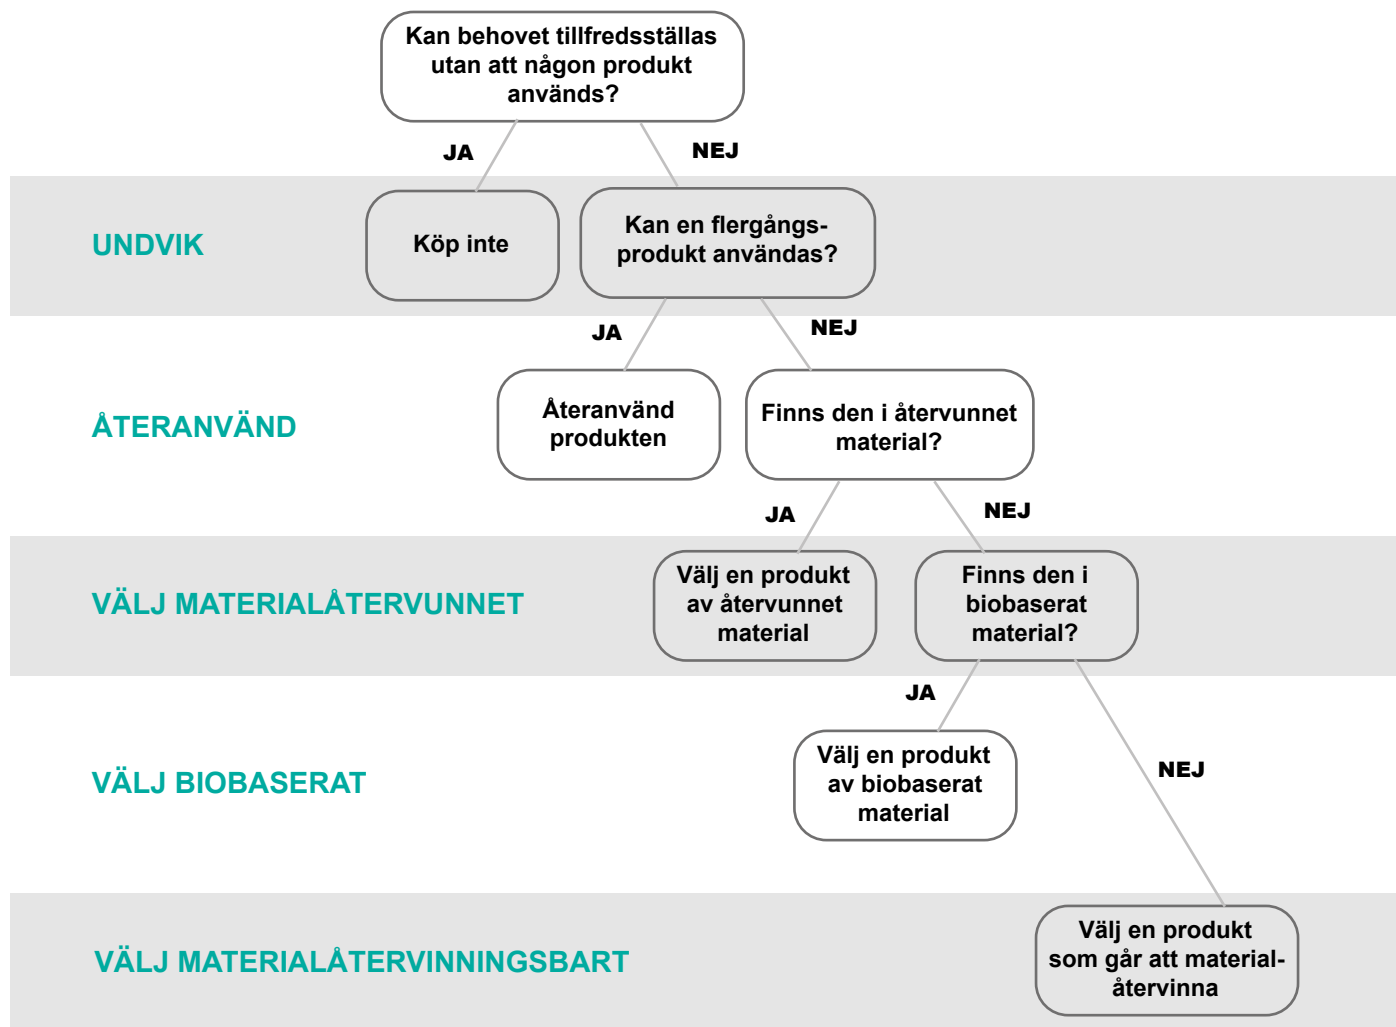 Kan behovet tillfredsställas
utan att någon produkt
används?
JA
NEJ
UNDVIK
Köp inte
Kan en flergångs-
produkt användas?
JA
NEJ
ÅTERANVÄND
Återanvänd
produkten
Finns den i återvunnet
material?
JA
NEJ
VÄLJ MATERIALÅTERVUNNET
Välj en produkt
av återvunnet
material
Finns den i
biobaserat
material?
JA
NEJ
VÄLJ BIOBASERAT
Välj en produkt
av biobaserat
material
VÄLJ MATERIALÅTERVINNINGSBART
Välj en produkt
som går att material-
återvinna